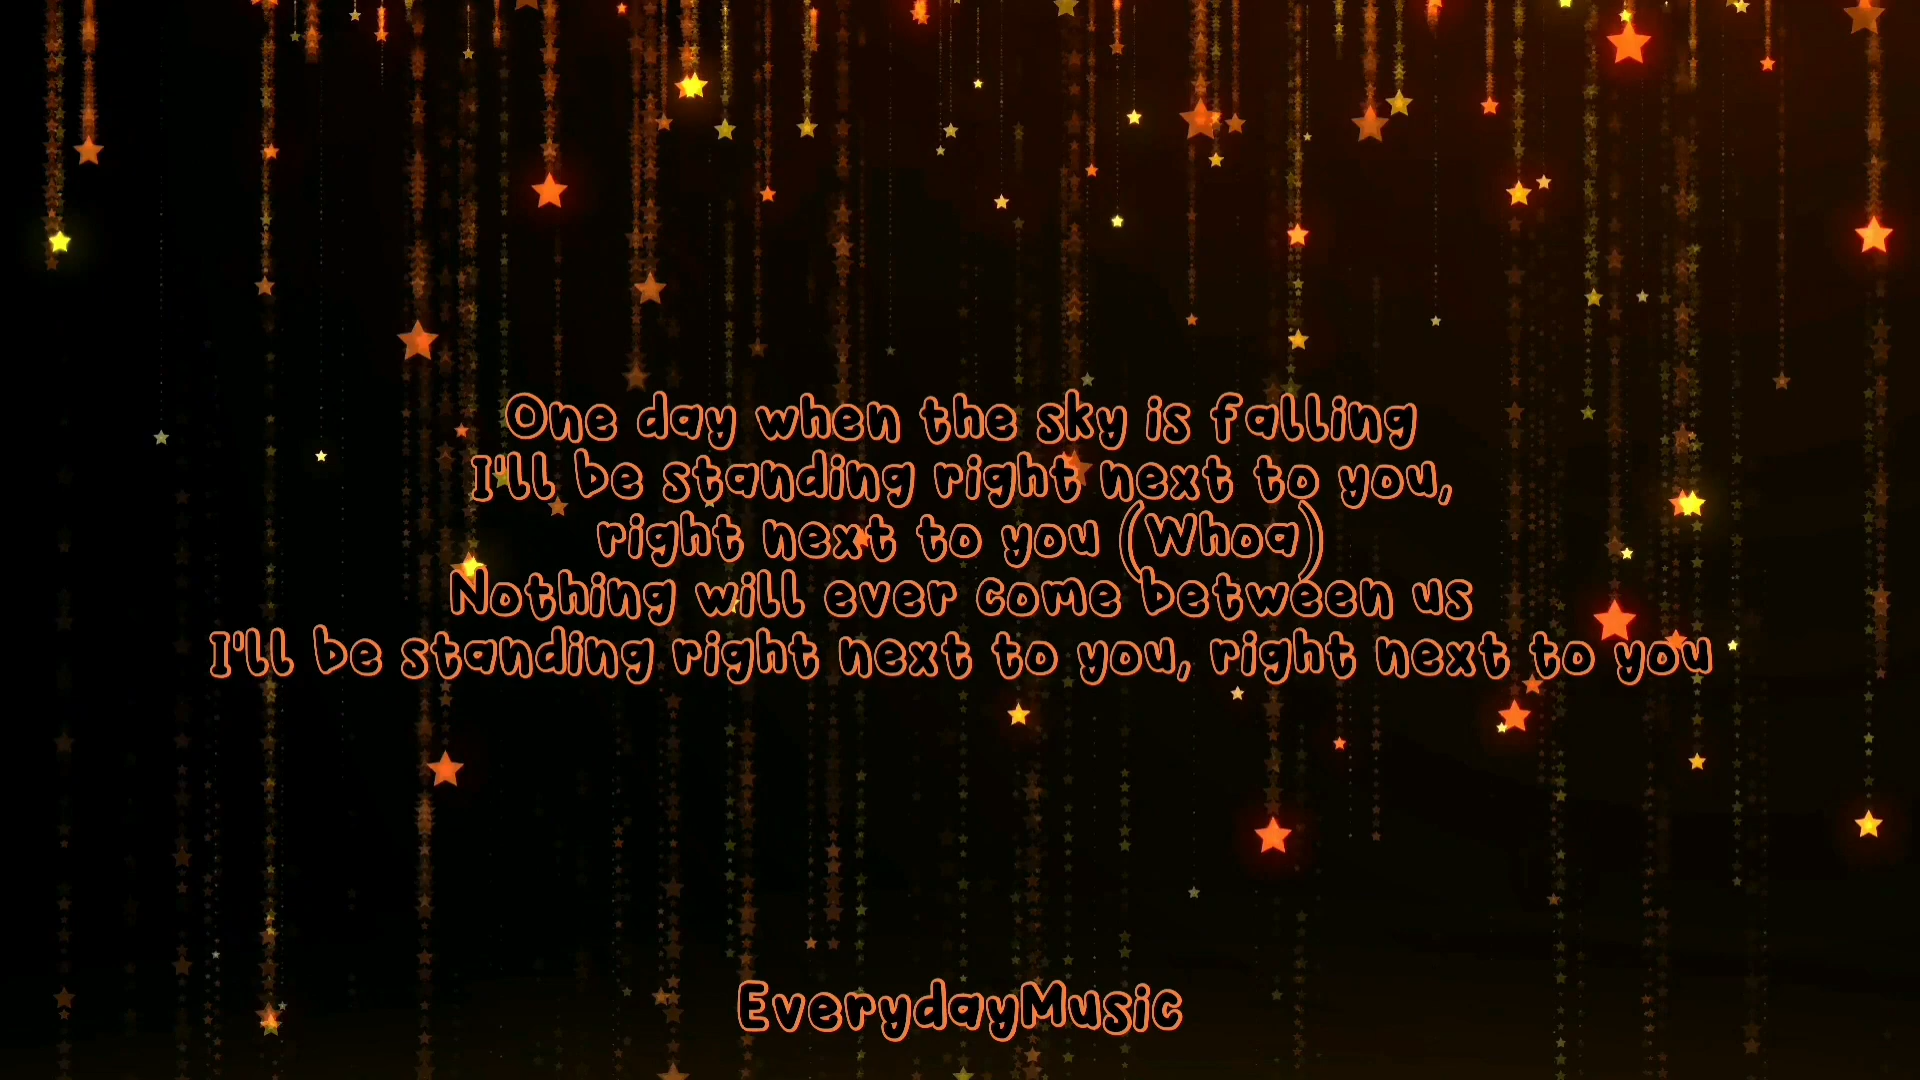 One day when the sky is falling
I'll be standing right next to you,
right next to you (Whoa)
Nothing will ever come between us
I'll be standing right next to you, right next to you
EverydayMusic